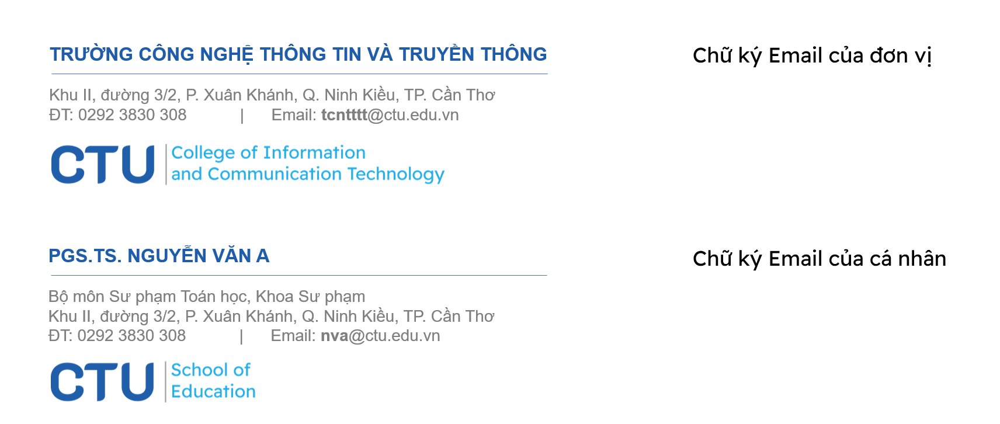 TRƯỜNG CÔNG NGHỆ THÔNG TIN VÀ TRUYỀN THÔNG
Chữ ký Email của đơn vị
Khu II, đường 3/2, P. Xuân Khánh, Q. Ninh Kiều, TP. Cần Thơ
ĐT: 0292 3830 308 | Email: tcntttt@ctu.edu.vn
CTU
College of Information
and Communication Technology
PGS.TS. NGUYỄN VĂN A
Chữ ký Email của cá nhân
Bộ môn Sư phạm Toán học, Khoa Sư phạm
Khu II, đường 3/2, P. Xuân Khánh, Q. Ninh Kiều, TP. Cần Thơ
ĐT: 0292 3830 308 | Email: nva@ctu.edu.vn
CTU
School of
Education